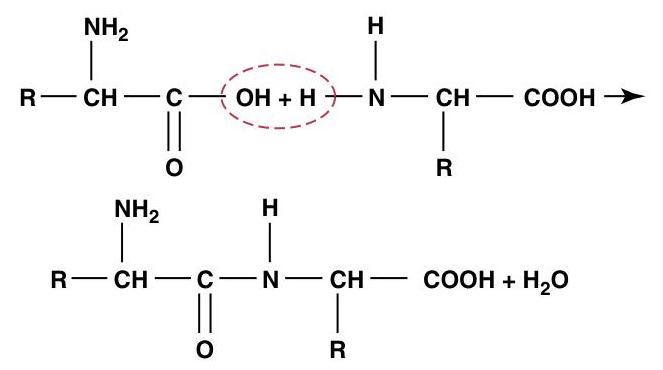 NH₂ H
R CH C OH + H N CH COOH
O R
NH₂ H
R CH C N CH COOH + H₂O
O R